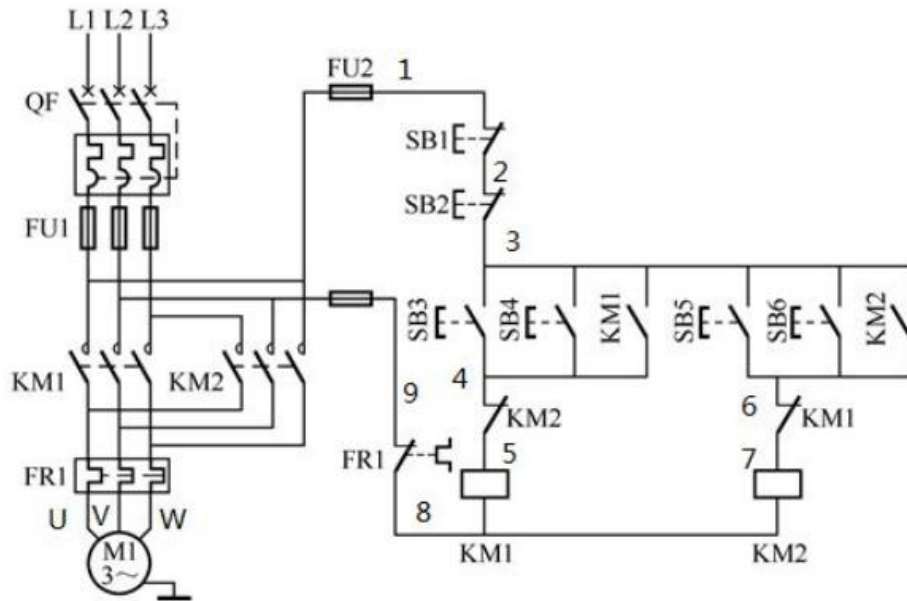 L1 L2 L3
FU2 1
QF
SB1
2
SB2
FU1
3
SB3 SB4 KM1 SB5 SB6 KM2
KM1 KM2
4
9 KM2 6 KM1
FR1 5 7
FR1
U V W 8
M1
3～
KM1 KM2